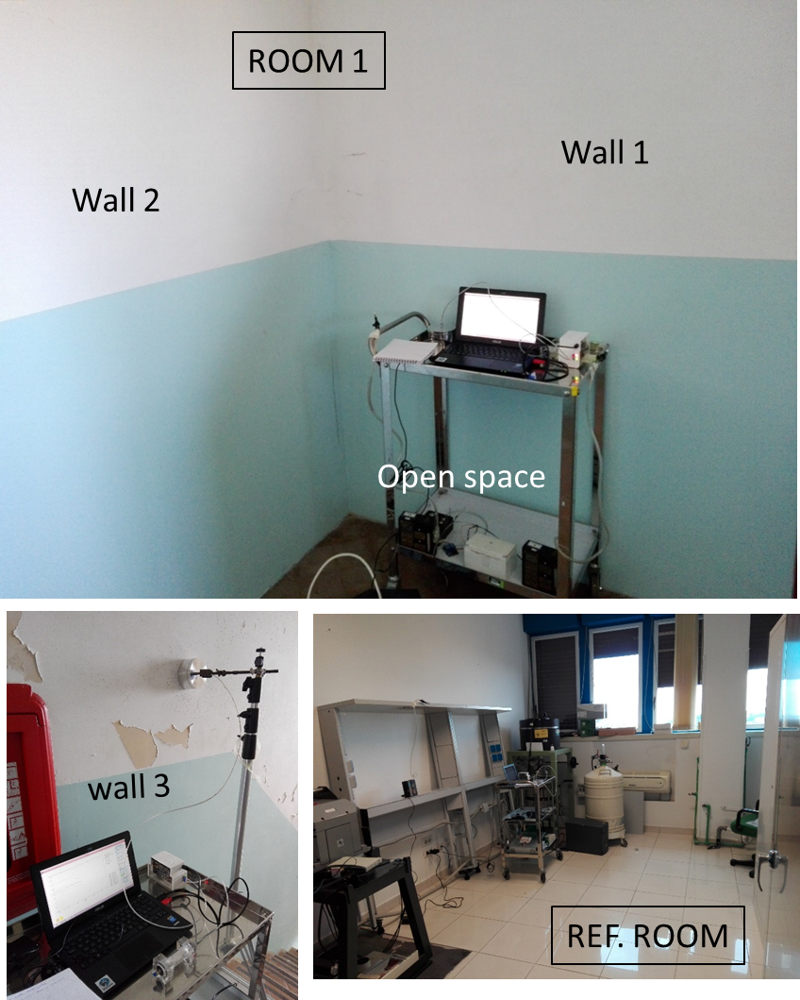 ROOM 1
Wall 1
Wall 2
Open space
wall 3
REF. ROOM